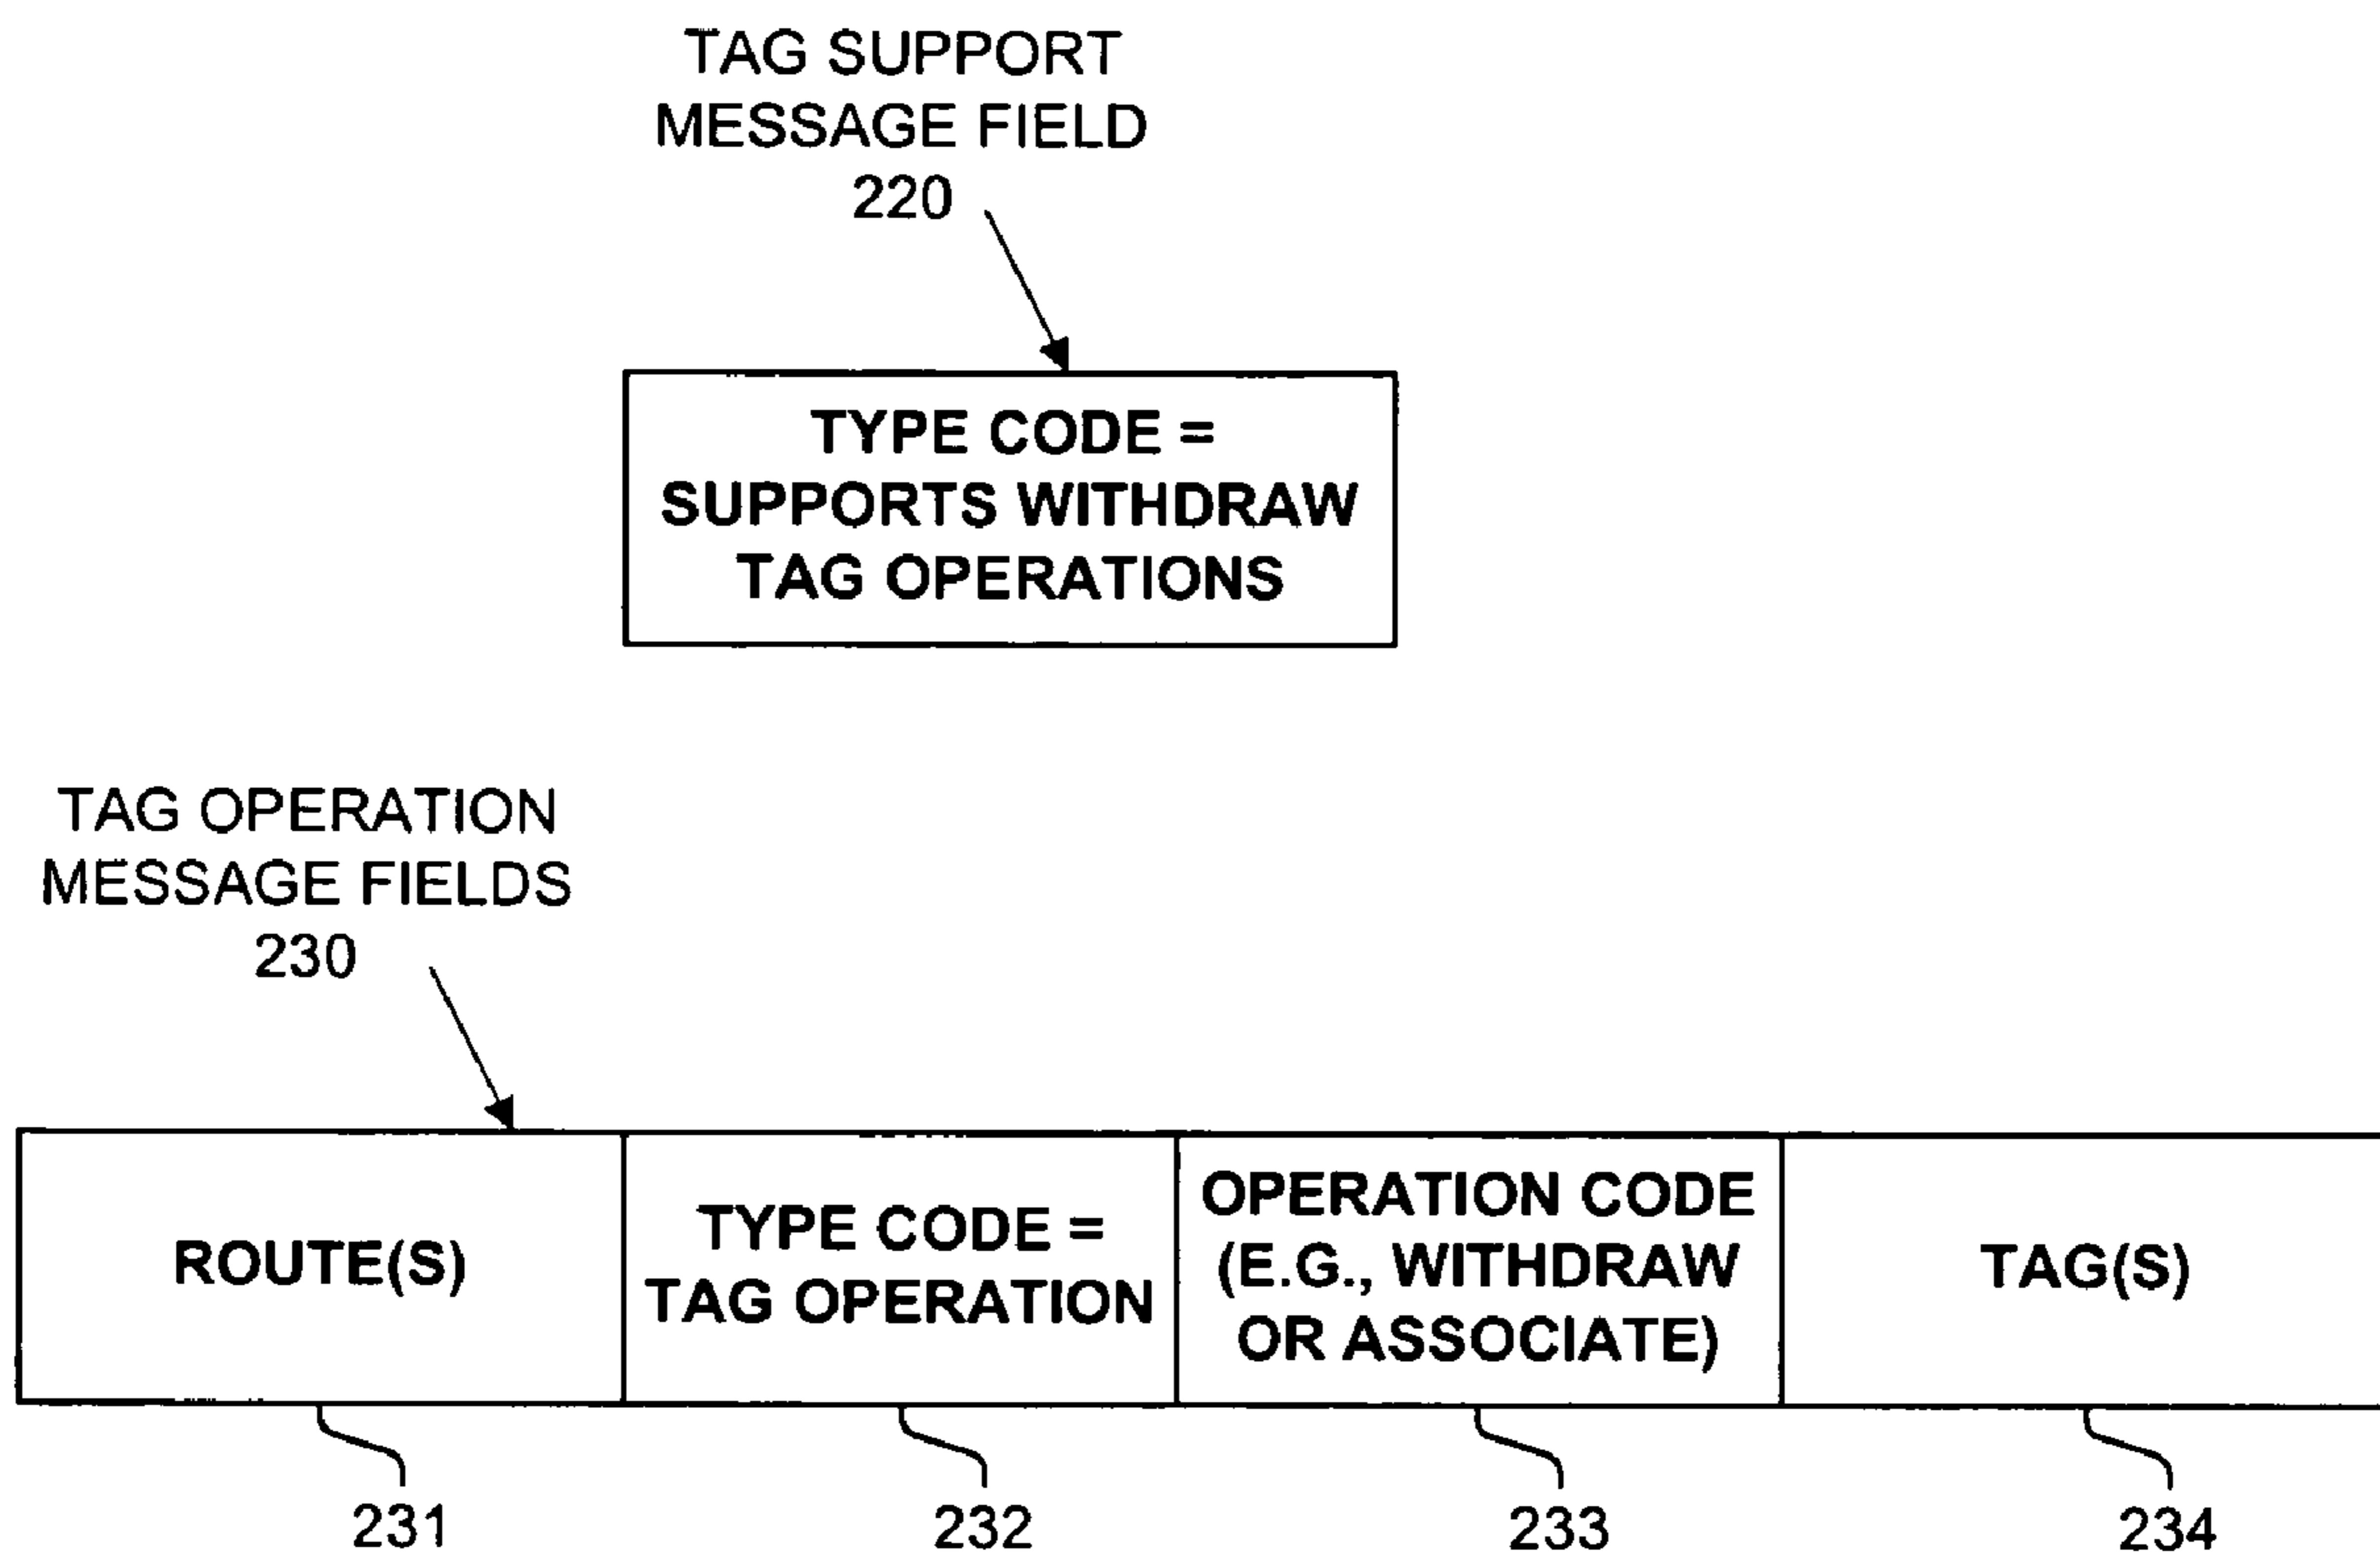 TAG SUPPORT
MESSAGE FIELD
220
TYPE CODE =
SUPPORTS WITHDRAW
TAG OPERATIONS
TAG OPERATION
MESSAGE FIELDS
230
ROUTE(S)
TYPE CODE =
TAG OPERATION
OPERATION CODE
(E.G., WITHDRAW
OR ASSOCIATE)
TAG(S)
231
232
233
234